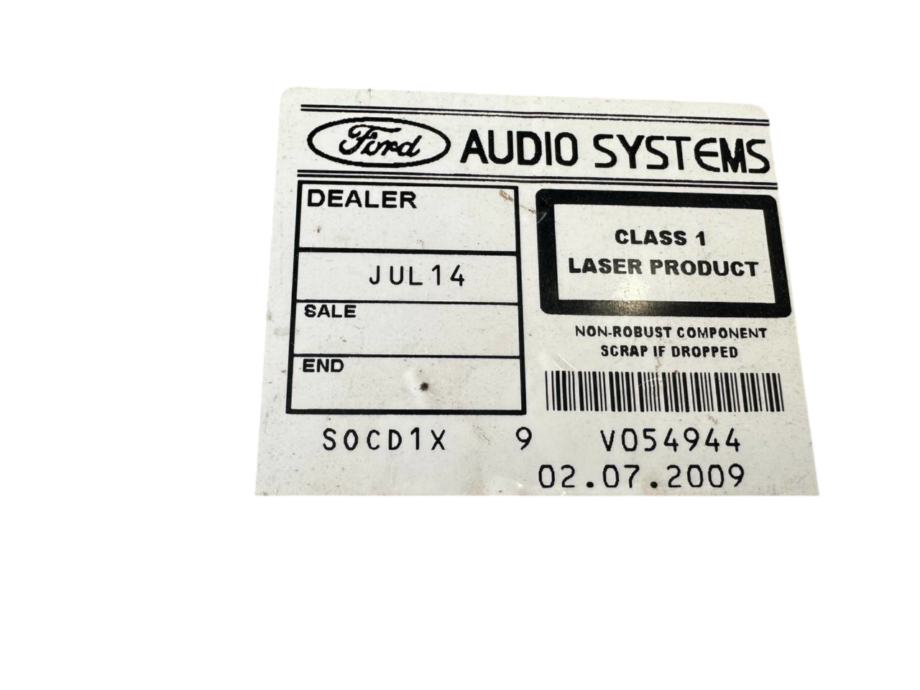 Ford AUDIO SYSTEMS
DEALER
JUL14
SALE
END
CLASS 1
LASER PRODUCT
NON-ROBUST COMPONENT
SCRAP IF DROPPED
SOCD1X 9 V054944
02.07.2009